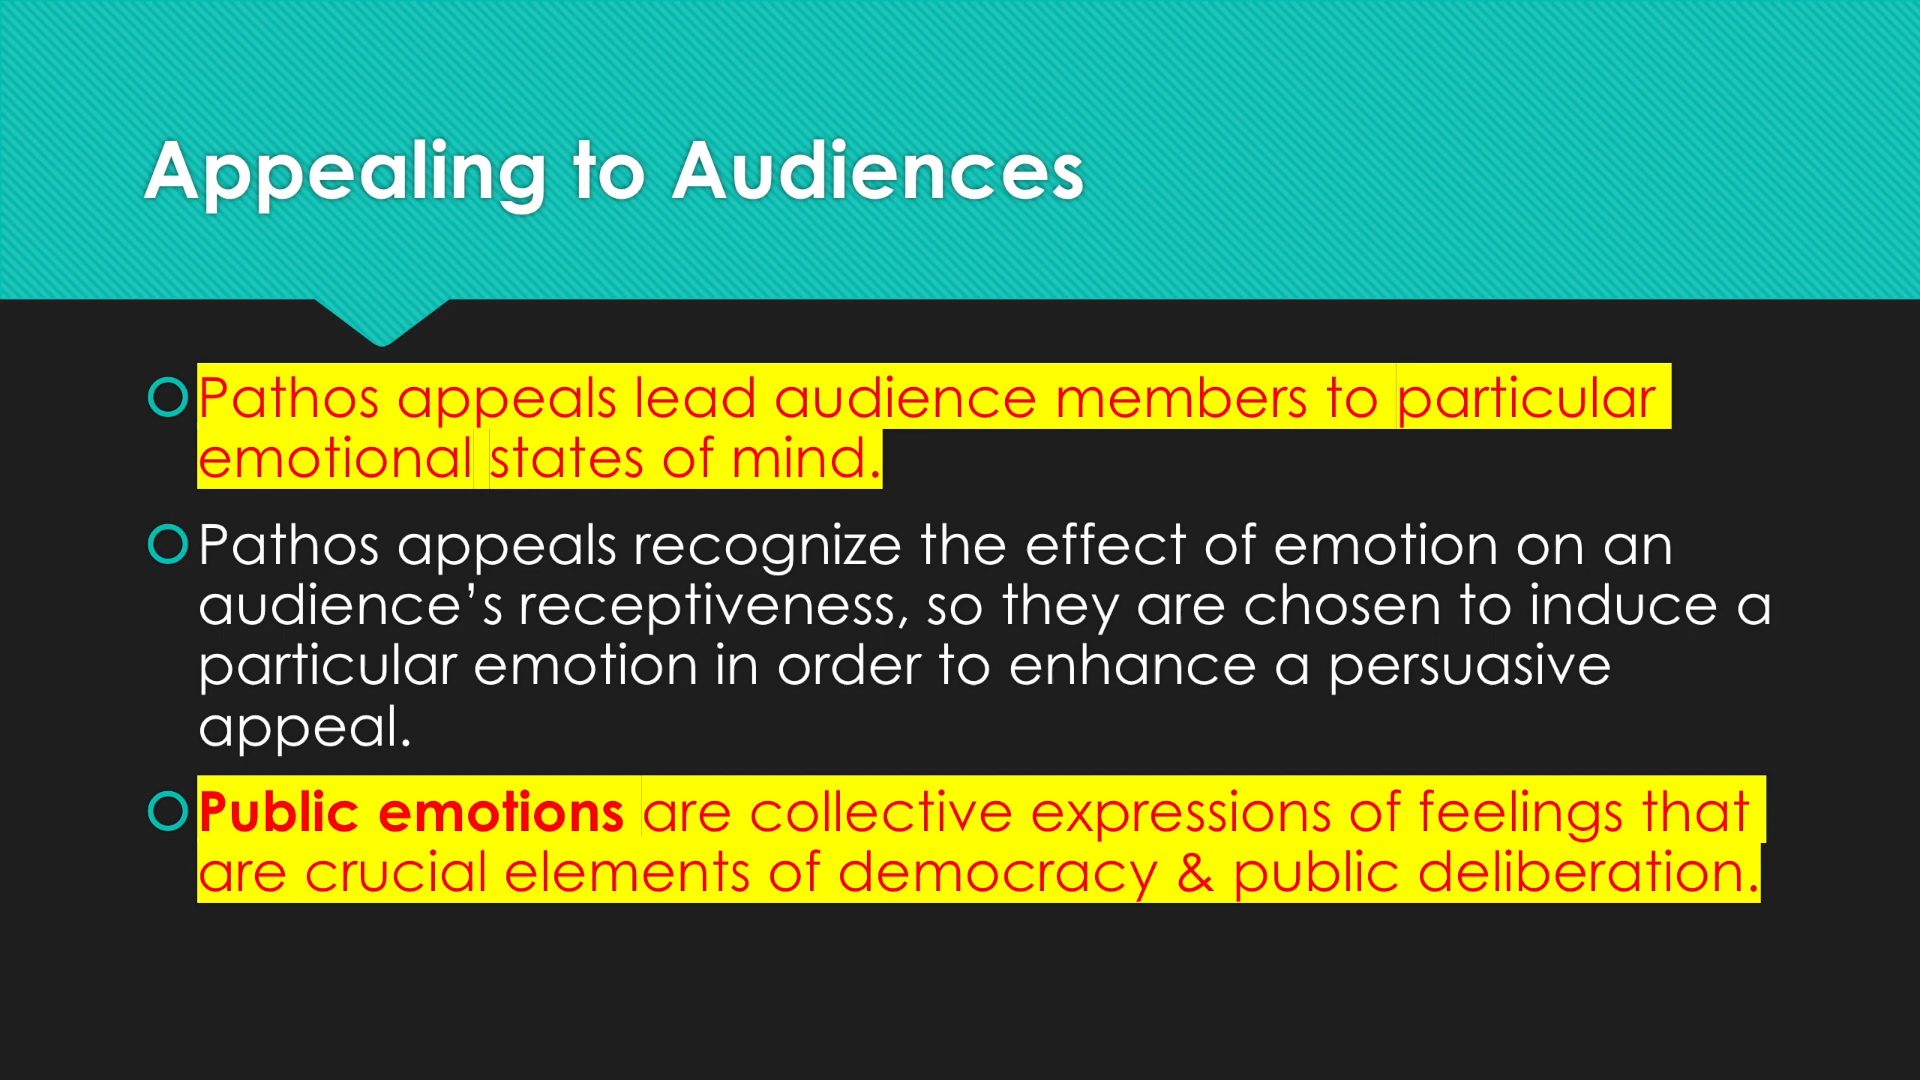 Appealing to Audiences
Pathos appeals lead audience members to particular
emotional states of mind.
Pathos appeals recognize the effect of emotion on an
audience’s receptiveness, so they are chosen to induce a
particular emotion in order to enhance a persuasive
appeal.
Public emotions are collective expressions of feelings that
are crucial elements of democracy & public deliberation.